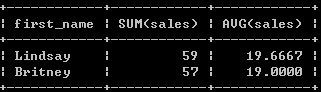 first_name | SUM(sales) | AVG(sales)
Lindsay | 59 | 19.6667
Britney | 57 | 19.0000